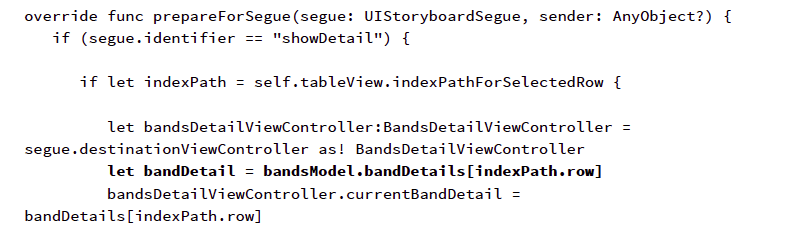 override func prepareForSegue(segue: UIStoryboardSegue, sender: AnyObject?) {
if (segue.identifier == "showDetail") {
if let indexPath = self.tableView.indexPathForSelectedRow {
let bandsDetailViewController:BandsDetailViewController =
segue.destinationViewController as! BandsDetailViewController
let bandDetail = bandsModel.bandDetails[indexPath.row]
bandsDetailViewController.currentBandDetail =
bandDetails[indexPath.row]